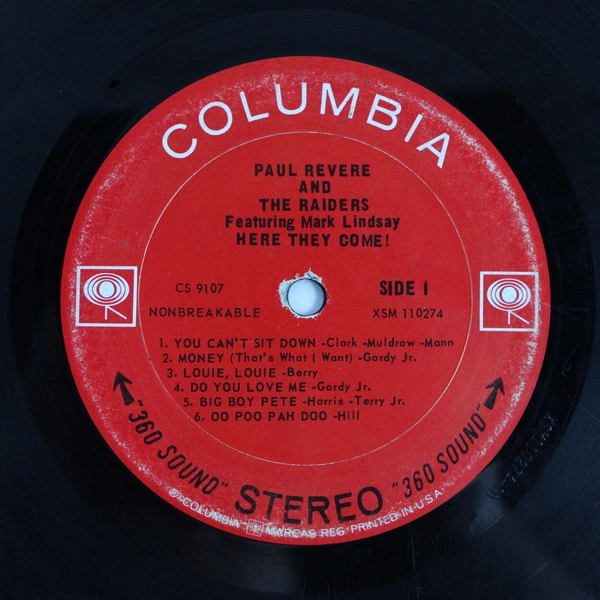 COLUMBIA
PAUL REVERE
AND
THE RAIDERS
Featuring Mark Lindsay
HERE THEY COME!
CS 9107
SIDE 1
NONBREAKABLE
XSM 110274
1. YOU CAN'T SIT DOWN -Clark -Muldrow -Mann
2. MONEY (That's What I Want) -Gordy Jr.
3. LOUIE, LOUIE -Berry
4. DO YOU LOVE ME -Gordy Jr.
5. BIG BOY PETE -Harris -Terry Jr.
6. OO POO PAH DOO -Hill
"360 SOUND" STEREO "360 SOUND"
® "COLUMBIA" MARCAS REG. PRINTED IN U.S.A.